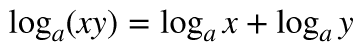 logₐ(xy) = logₐ x + logₐ y